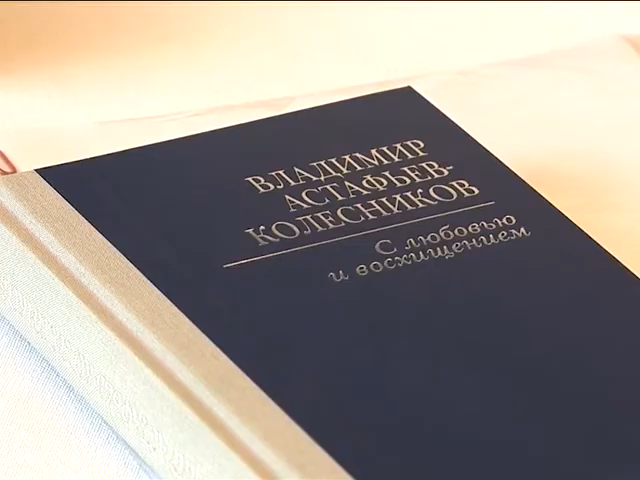 ВЛАДИМИР
АСТАФЬЕВ-
КОЛЕСНИКОВ
С любовью
и восхищением